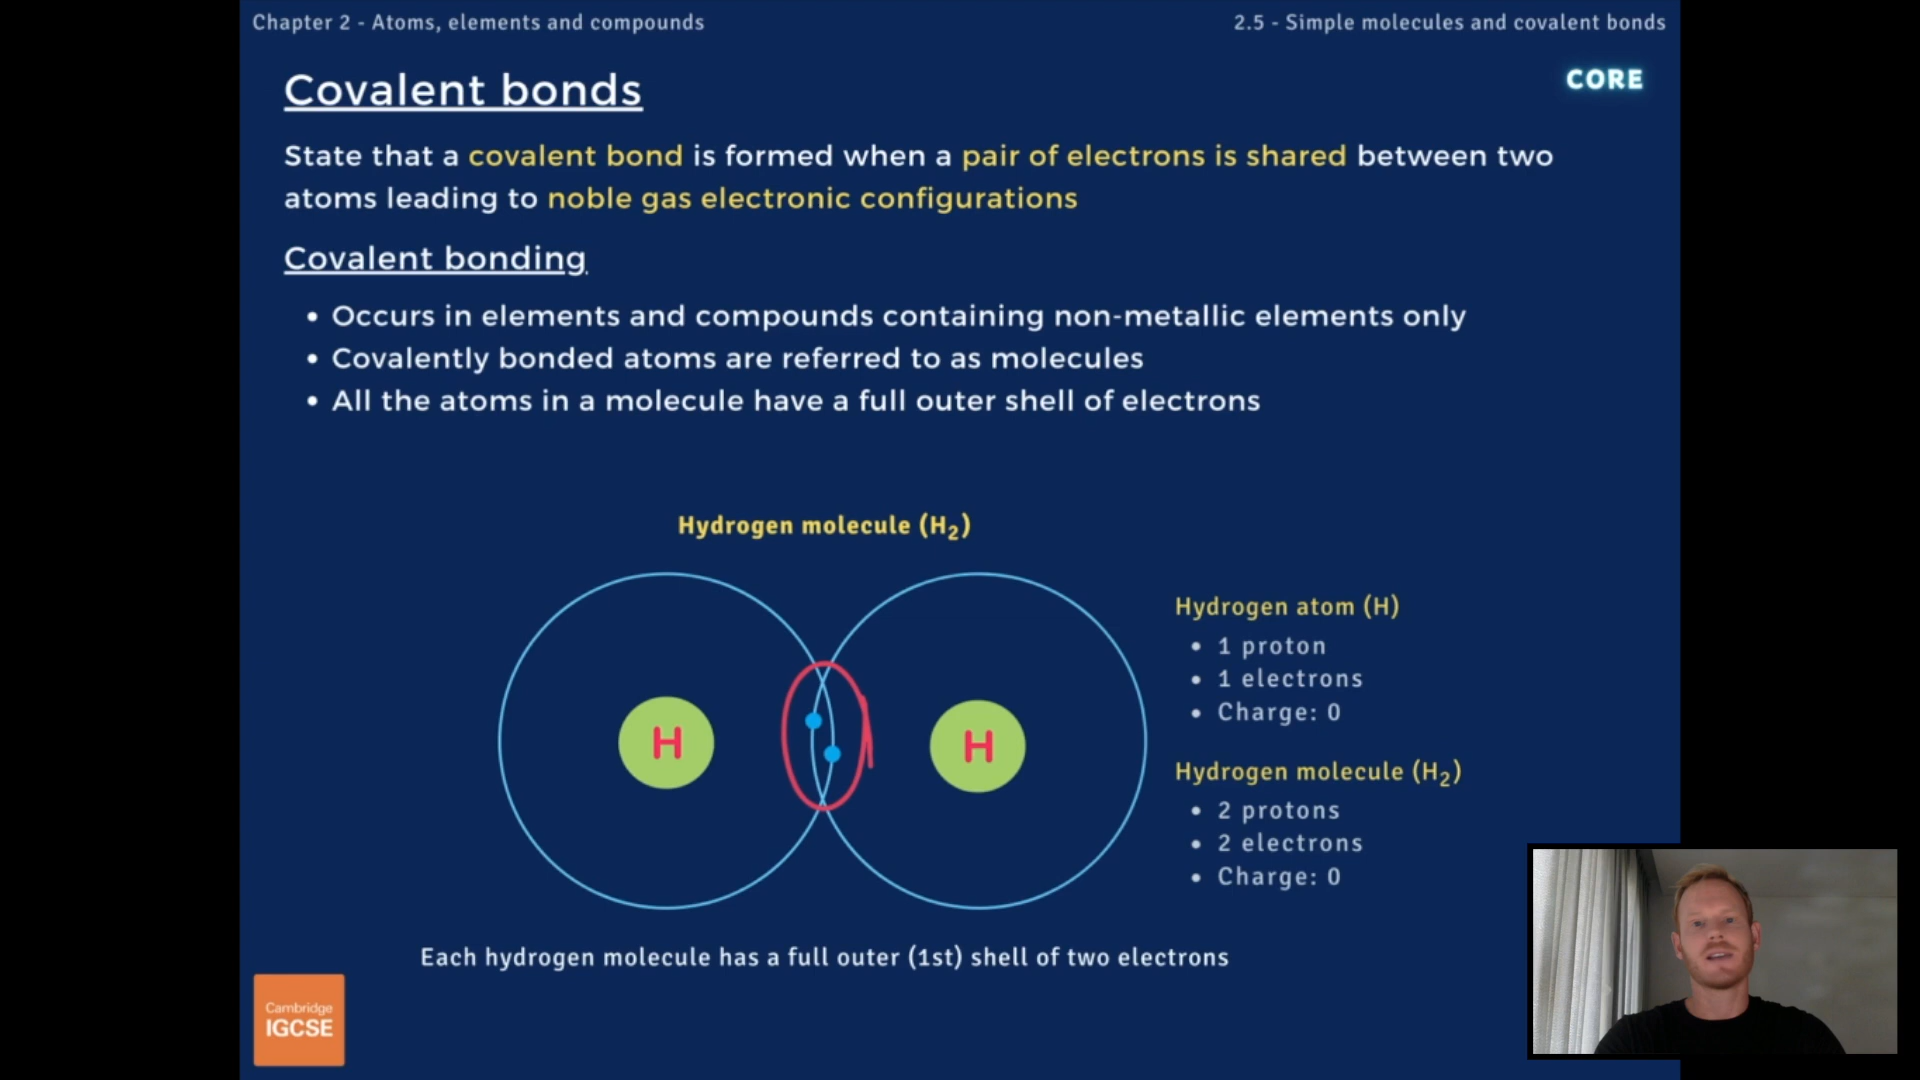 Chapter 2 - Atoms, elements and compounds
2.5 - Simple molecules and covalent bonds
CORE
Covalent bonds
State that a covalent bond is formed when a pair of electrons is shared between two
atoms leading to noble gas electronic configurations
Covalent bonding
• Occurs in elements and compounds containing non-metallic elements only
• Covalently bonded atoms are referred to as molecules
• All the atoms in a molecule have a full outer shell of electrons
Hydrogen molecule (H₂)
H
H
Hydrogen atom (H)
• 1 proton
• 1 electrons
• Charge: 0
Hydrogen molecule (H₂)
• 2 protons
• 2 electrons
• Charge: 0
Each hydrogen molecule has a full outer (1st) shell of two electrons
Cambridge
IGCSE